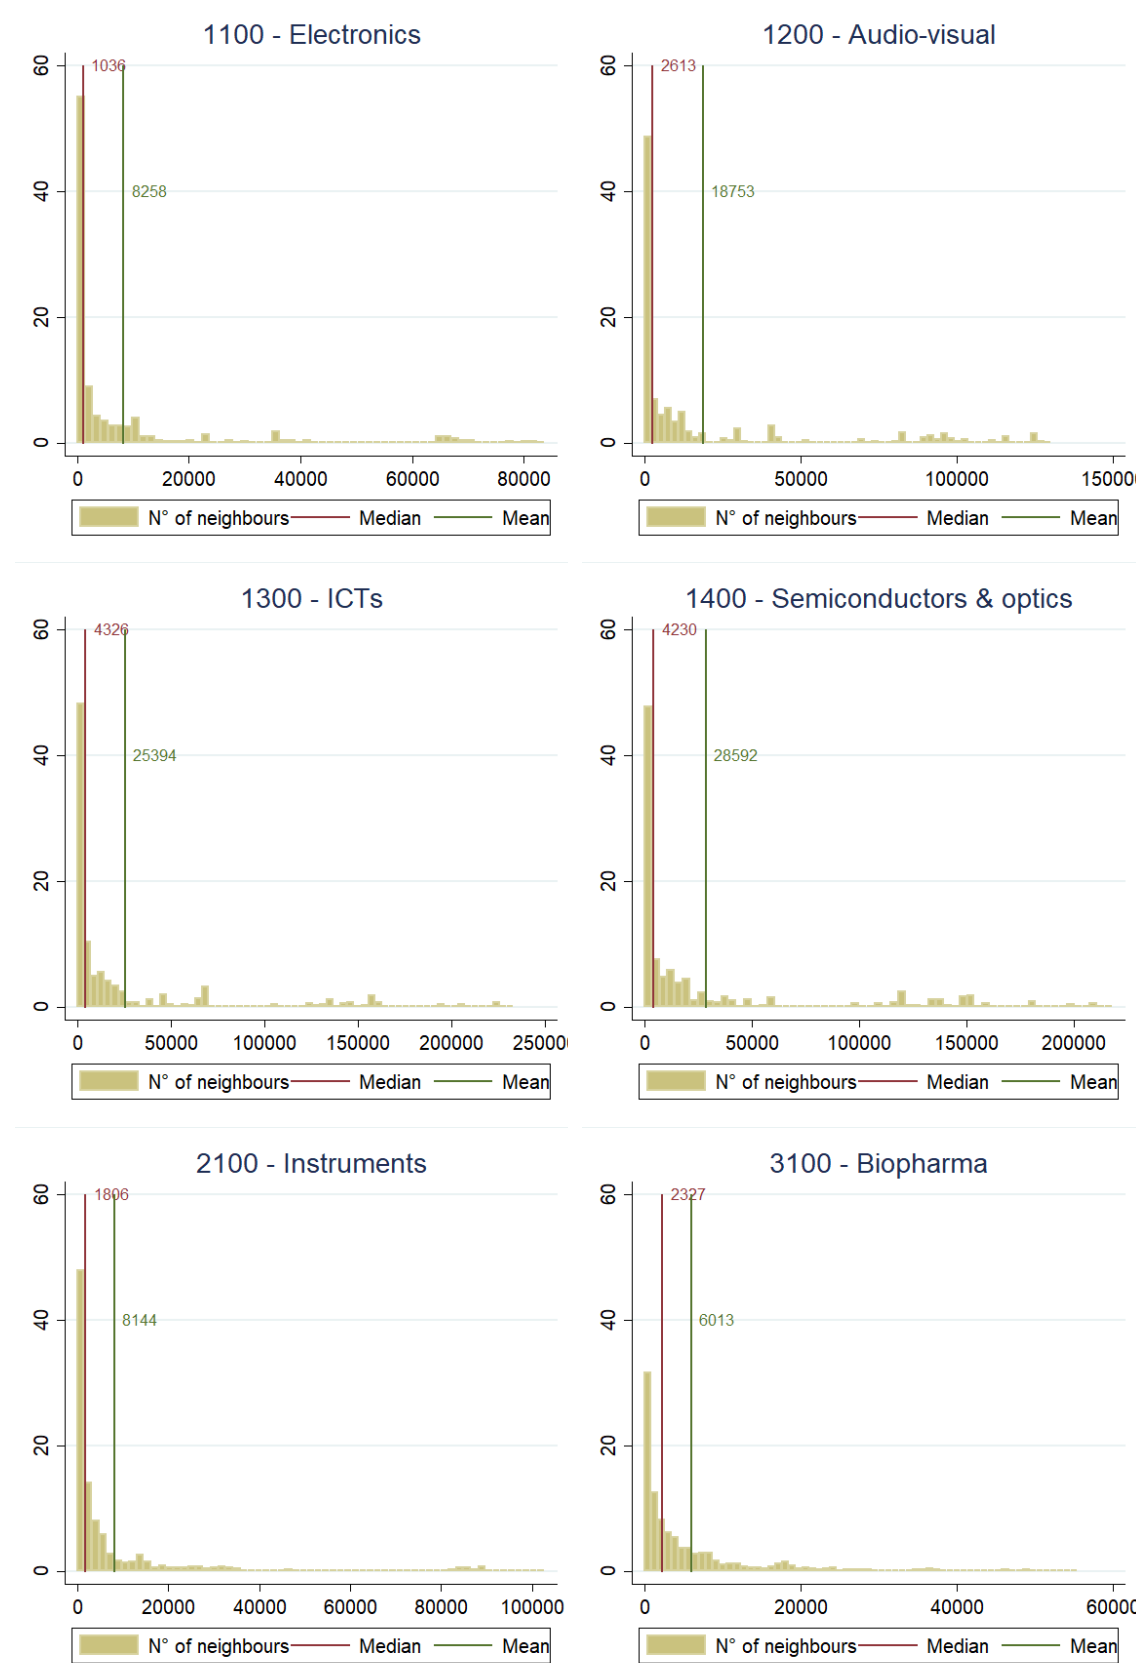 1100 - Electronics
60
40
20
0
1036
8258
0 20000 40000 60000 80000
N° of neighbours Median Mean
1200 - Audio-visual
60
40
20
0
2613
18753
0 50000 100000 15000
N° of neighbours Median Mean
1300 - ICTs
60
40
20
0
4326
25394
0 50000 100000 150000 200000 25000
N° of neighbours Median Mean
1400 - Semiconductors & optics
60
40
20
0
4230
28592
0 50000 100000 150000 200000
N° of neighbours Median Mean
2100 - Instruments
60
40
20
0
1806
8144
0 20000 40000 60000 80000 100000
N° of neighbours Median Mean
3100 - Biopharma
60
40
20
0
2327
6013
0 20000 40000 6000
N° of neighbours Median Mean